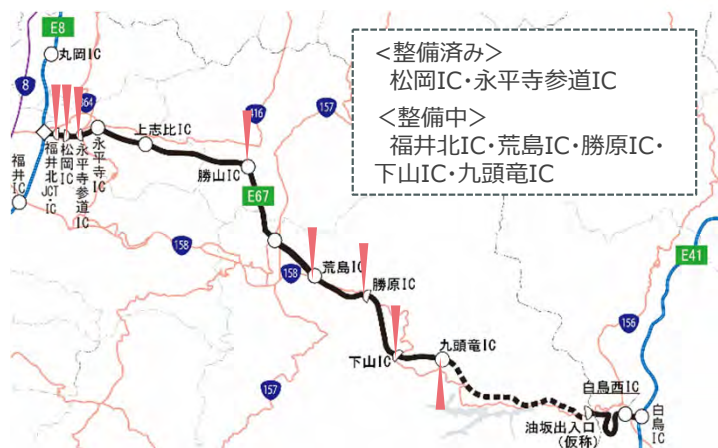 <整備済み>
松岡IC・永平寺参道IC
<整備中>
福井北IC・荒島IC・勝原IC・
下山IC・九頭竜IC
E8
丸岡IC
8
416
157
上志比IC
永平寺IC
永平寺参道IC
松岡IC
福井北JCT・IC
福井IC
勝山IC
E67
158
158
荒島IC
勝原IC
E41
156
九頭竜IC
下山IC
157
白鳥西IC
白鳥IC
油坂出入口
(仮称)